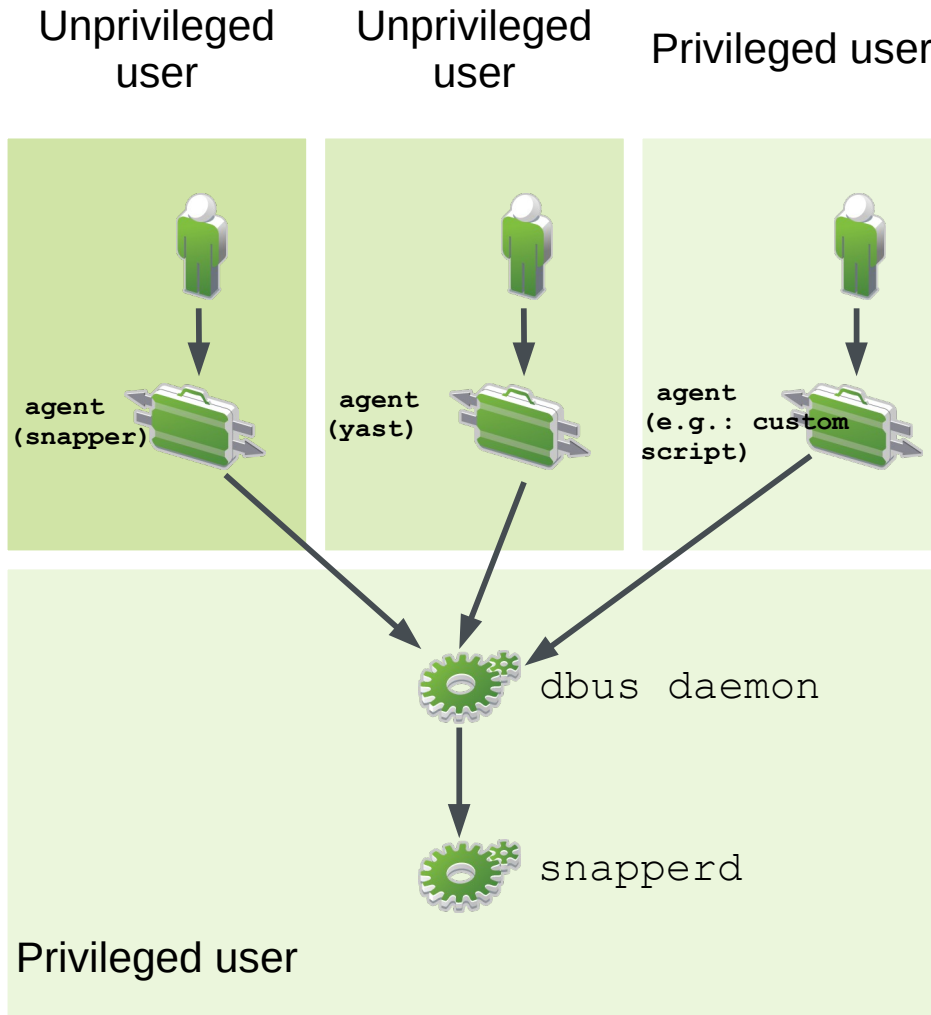 Unprivileged
user
Unprivileged
user
Privileged user
agent
(snapper)
agent
(yast)
agent
(e.g.: custom
script)
dbus daemon
snapperd
Privileged user